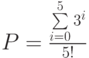 P = \frac{\sum_{i=0}^{5} 3^i}{5!}